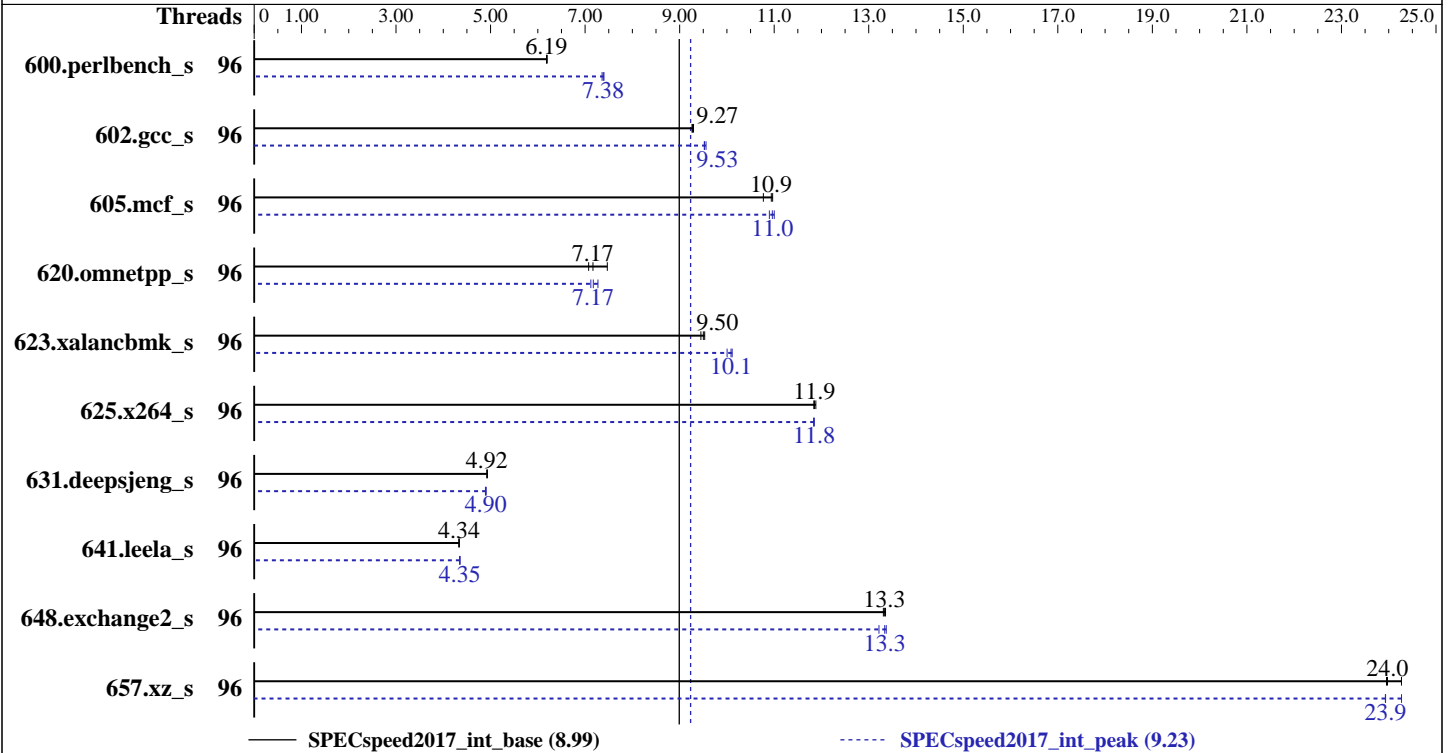 Threads 0 1.00 3.00 5.00 7.00 9.00 11.0 13.0 15.0 17.0 19.0 21.0 23.0 25.0
6.19
600.perlbench_s 96
7.38
9.27
602.gcc_s 96
9.53
10.9
605.mcf_s 96
11.0
7.17
620.omnetpp_s 96
7.17
9.50
623.xalancbmk_s 96
10.1
11.9
625.x264_s 96
11.8
4.92
631.deepsjeng_s 96
4.90
4.34
641.leela_s 96
4.35
13.3
648.exchange2_s 96
13.3
24.0
657.xz_s 96
23.9
SPECspeed2017_int_base (8.99) SPECspeed2017_int_peak (9.23)